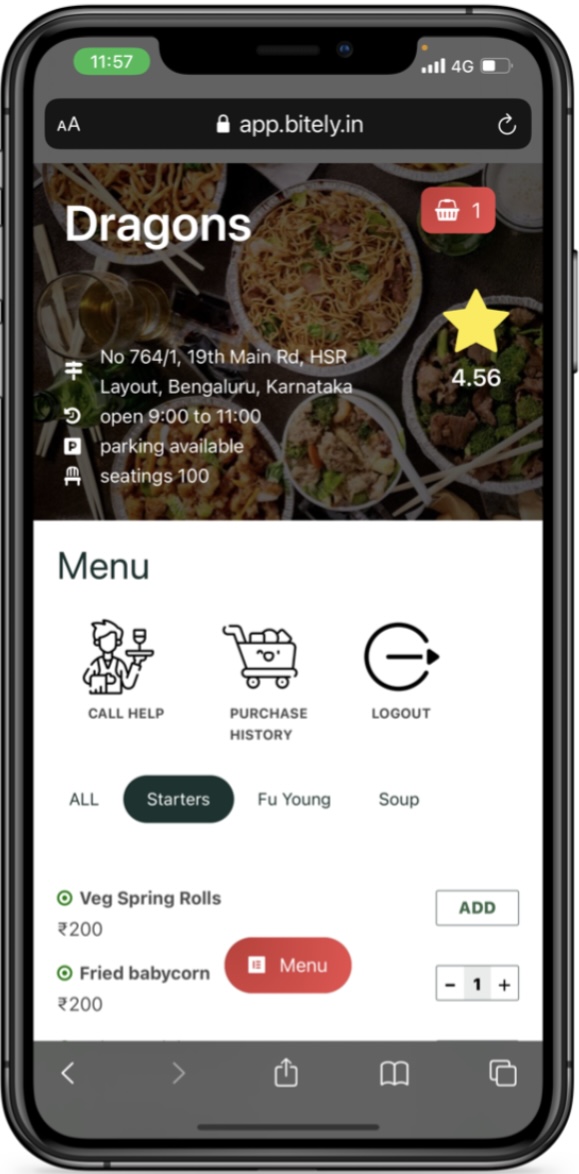 11:57
4G
AA
app.bitely.in
Dragons
1
No 764/1, 19th Main Rd, HSR
Layout, Bengaluru, Karnataka
4.56
open 9:00 to 11:00
P
parking available
seatings 100
Menu
CALL HELP
PURCHASE
HISTORY
LOGOUT
ALL
Starters
Fu Young
Soup
Veg Spring Rolls
ADD
₹200
Menu
Fried babycorn
− 1 +
₹200